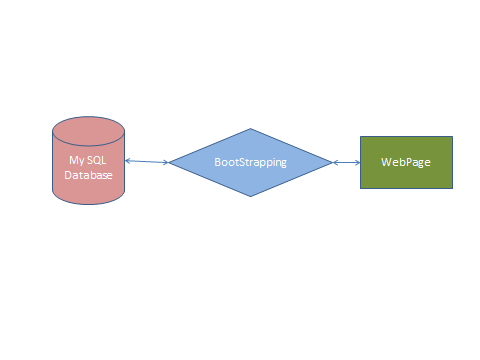 My SQL
Database
BootStrapping
WebPage